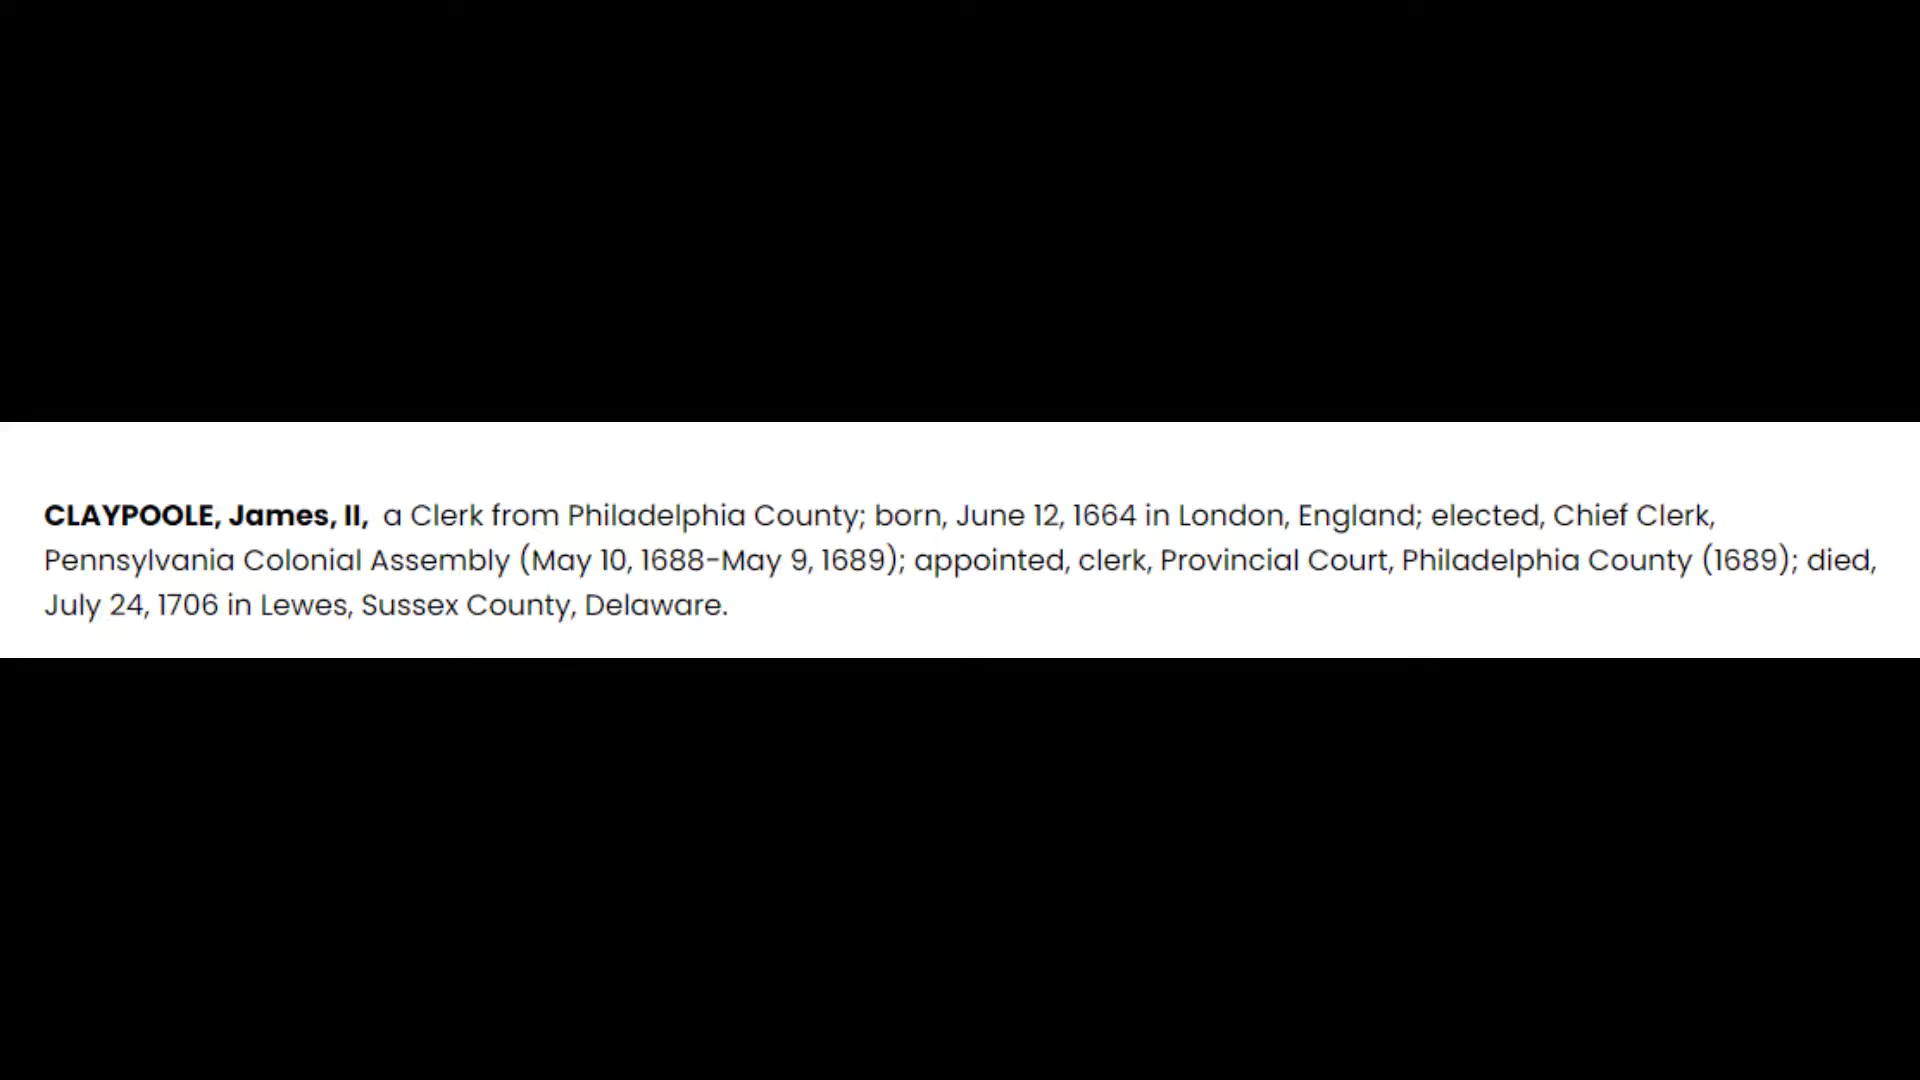 CLAYPOOLE, James, II,  a Clerk from Philadelphia County; born, June 12, 1664 in London, England; elected, Chief Clerk,
Pennsylvania Colonial Assembly (May 10, 1688-May 9, 1689); appointed, clerk, Provincial Court, Philadelphia County (1689); died,
July 24, 1706 in Lewes, Sussex County, Delaware.